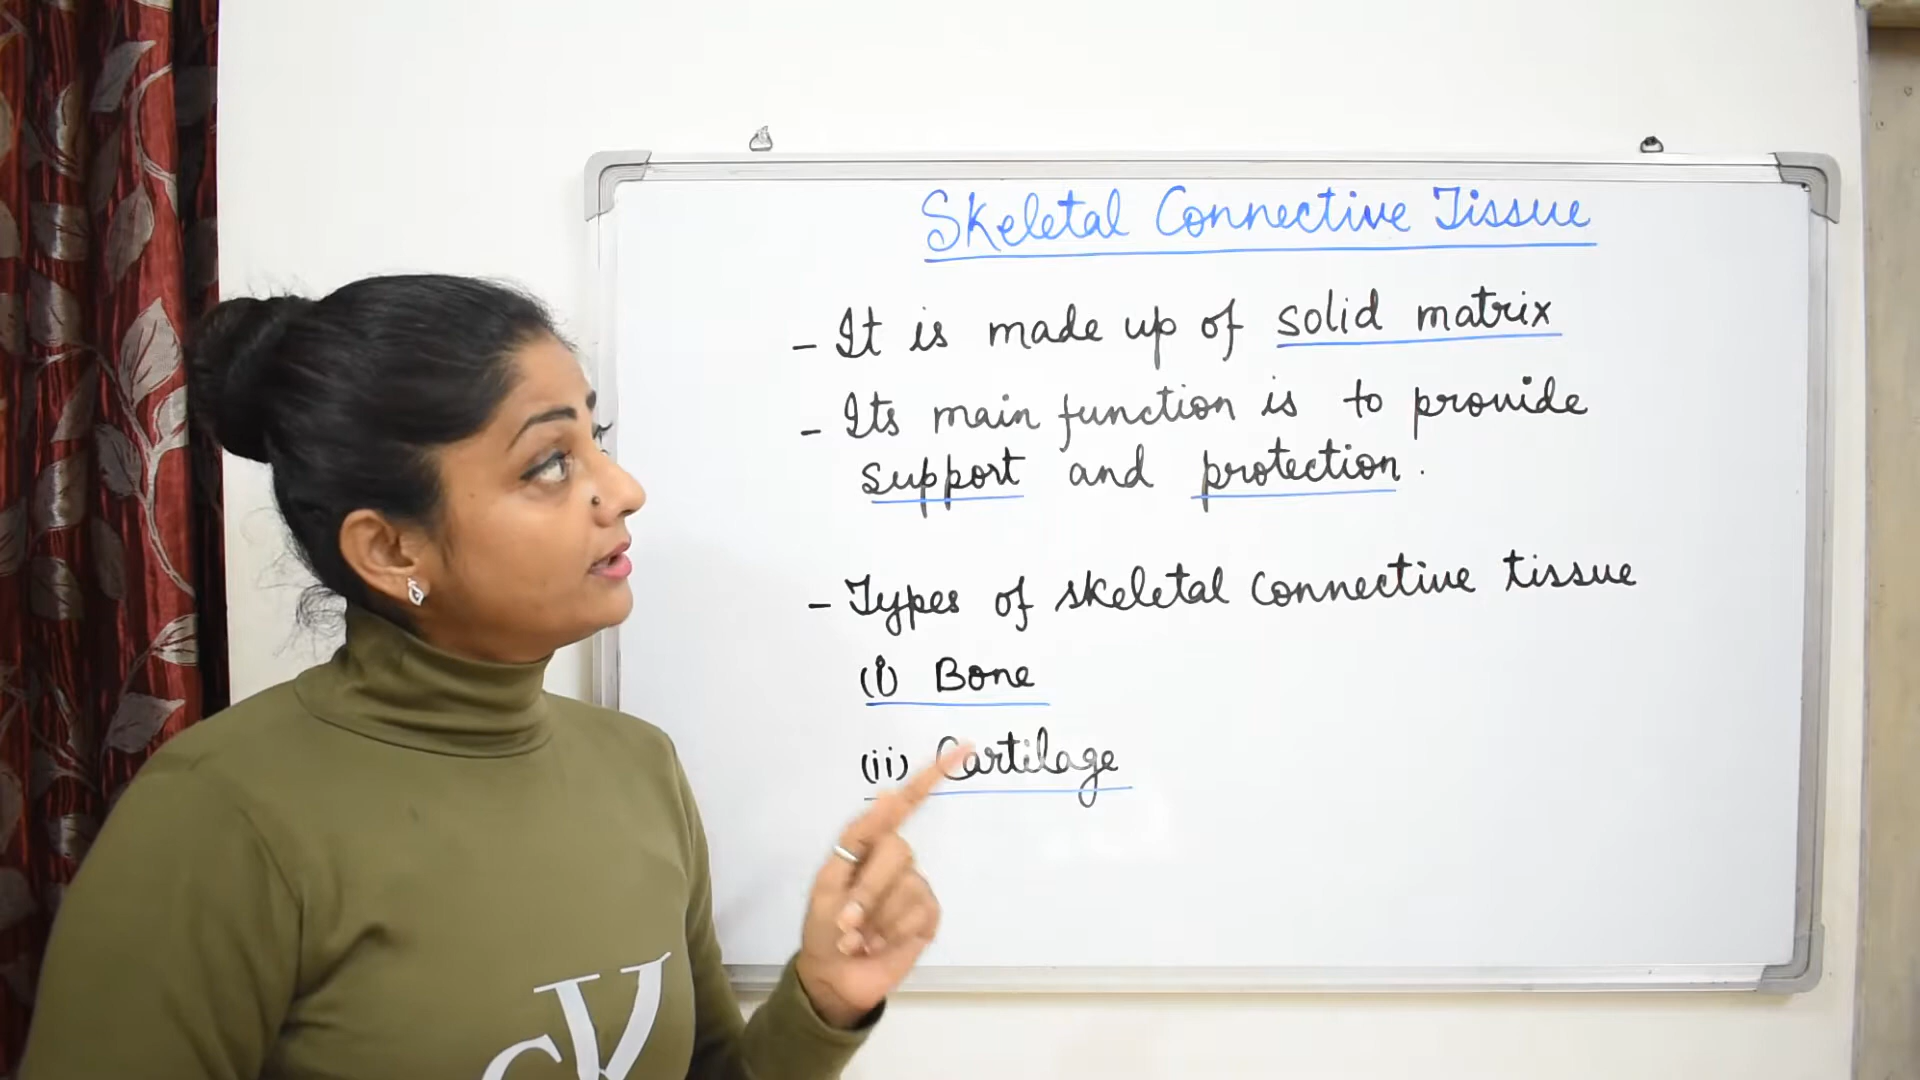 Skeletal Connective Tissue
- It is made up of solid matrix
- Its main function is to provide
support and protection.
- Types of skeletal connective tissue
(i) Bone
(ii) Cartilage
CK